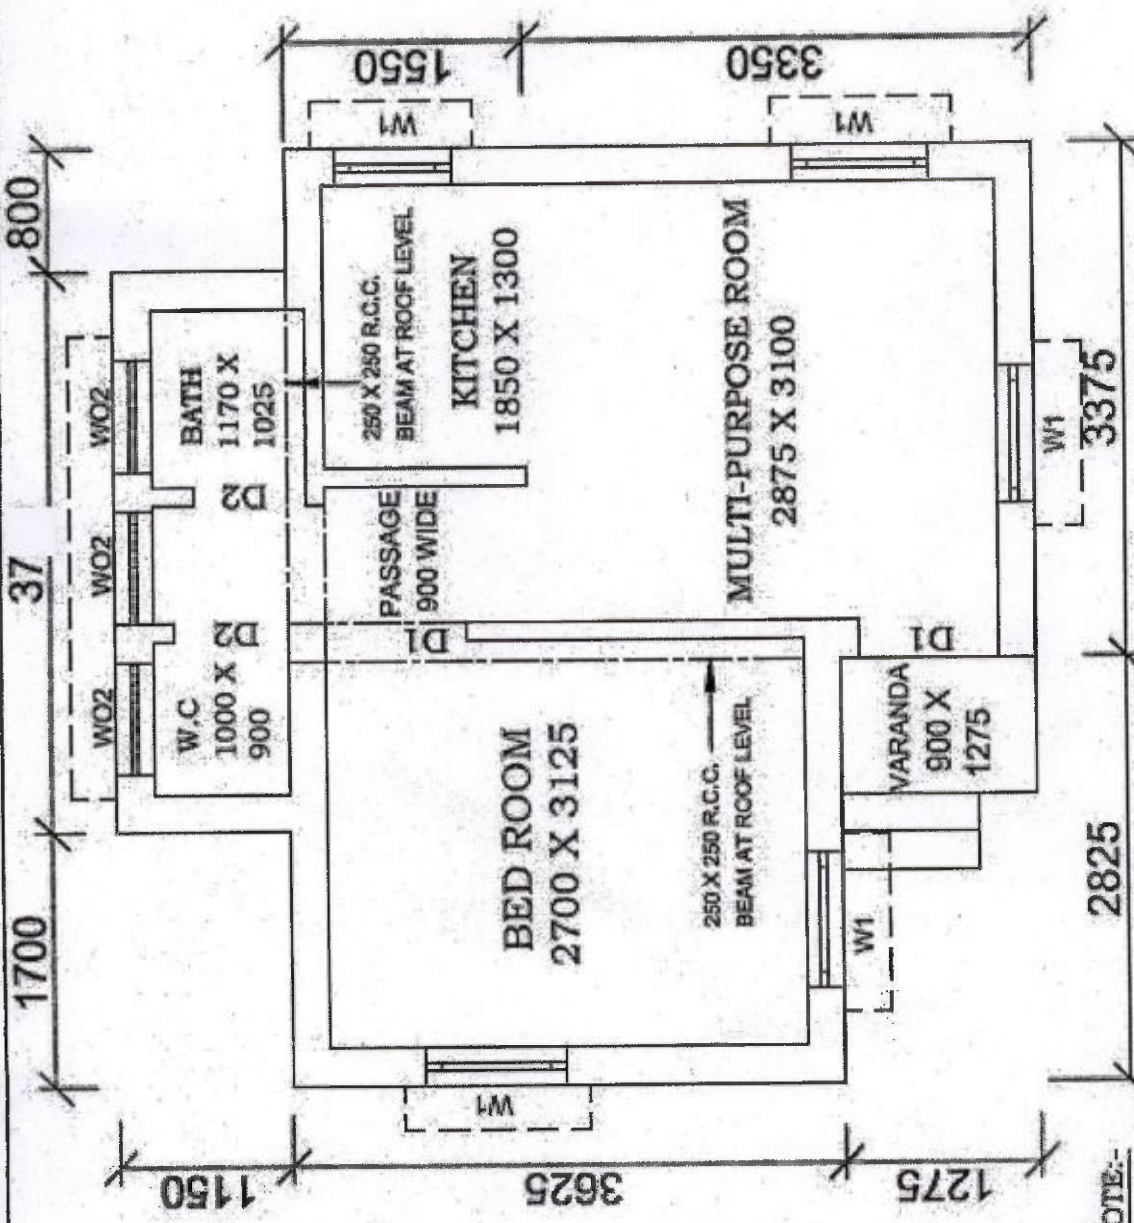 800
37
1700
1550
3350
W1
W1
WO2
WO2
WO2
BATH
1170 X
1025
D2
D2
W.C
1000 X
900
250 X 250 R.C.C.
BEAM AT ROOF LEVEL
KITCHEN
1850 X 1300
PASSAGE
900 WIDE
D1
MULTI-PURPOSE ROOM
2875 X 3100
D1
BED ROOM
2700 X 3125
250 X 250 R.C.C.
BEAM AT ROOF LEVEL
VARANDA
900 X
1275
W1
W1
W1
3375
2825
1150
3625
1275
OTE:-